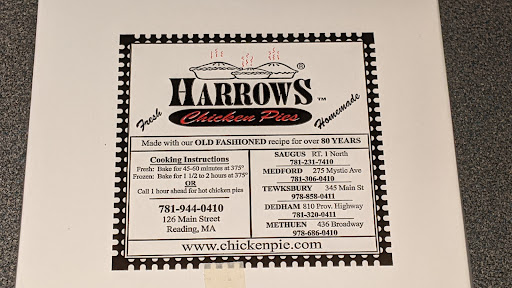 ®
HARROWS ™
Fresh Chicken Pies Homemade
Made with our OLD FASHIONED recipe for over 80 YEARS
Cooking Instructions
Fresh: Bake for 45-60 minutes at 375°
Frozen: Bake for 1 1/2 to 2 hours at 375°
OR
Call 1 hour ahead for hot chicken pies
781-944-0410
126 Main Street
Reading, MA
SAUGUS RT. 1 North
781-231-7410
MEDFORD 275 Mystic Ave
781-306-0410
TEWKSBURY 345 Main St
978-858-0411
DEDHAM 810 Prov. Highway
781-320-0411
METHUEN 436 Broadway
978-686-0410
www.chickenpie.com